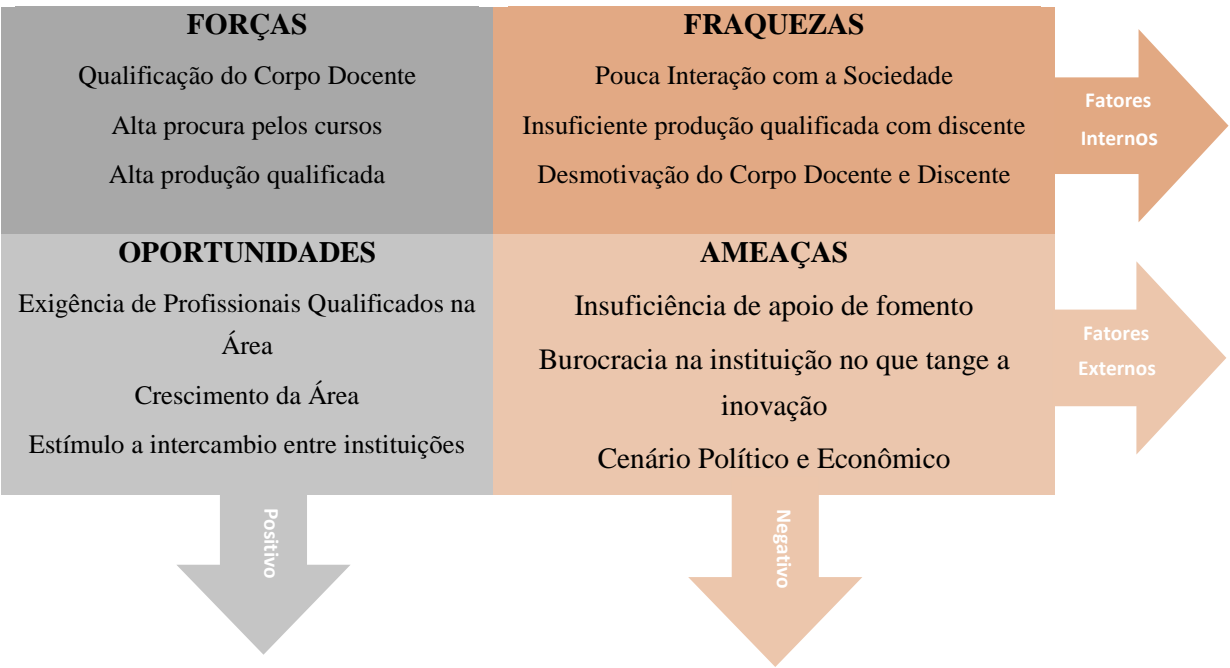 FORÇAS
Qualificação do Corpo Docente
Alta procura pelos cursos
Alta produção qualificada
FRAQUEZAS
Pouca Interação com a Sociedade
Insuficiente produção qualificada com discente
Desmotivação do Corpo Docente e Discente
Fatores
Internos
OPORTUNIDADES
Exigência de Profissionais Qualificados na
Área
Crescimento da Área
Estímulo a intercambio entre instituições
AMEAÇAS
Insuficiência de apoio de fomento
Burocracia na instituição no que tange a
inovação
Cenário Político e Econômico
Fatores
Externos
Positivo
Negativo